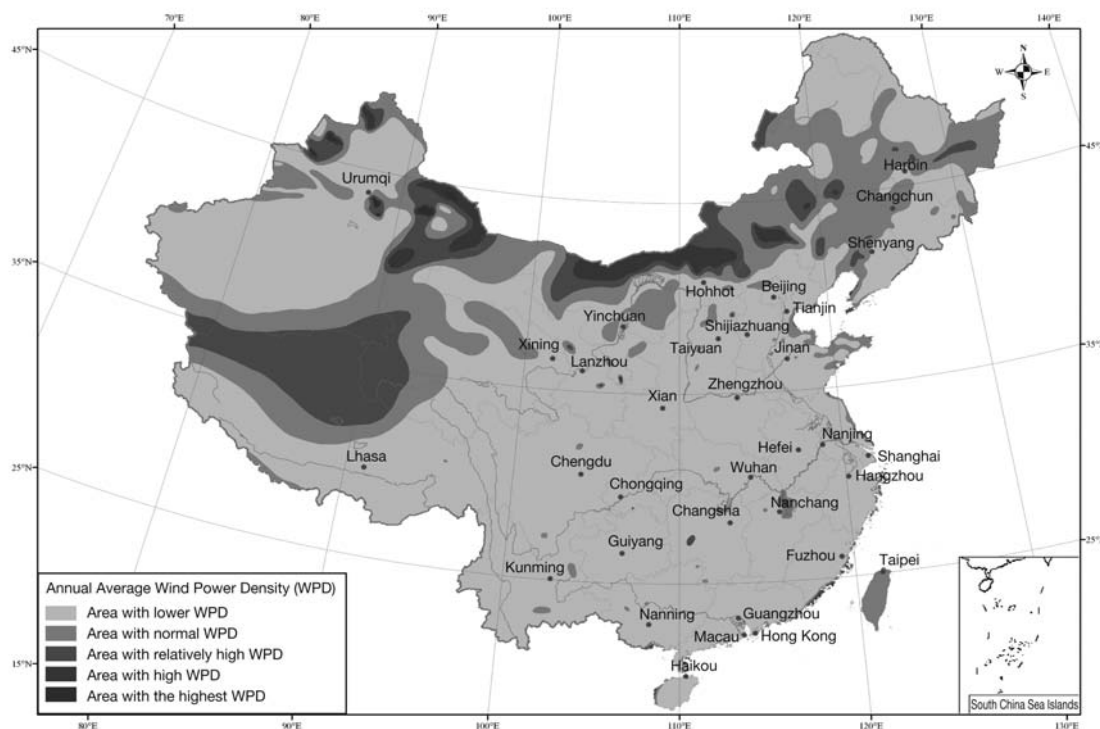 70°E 80°E 90°E 100°E 110°E 120°E 130°E 140°E
45°N
N
W E
S
45°N
Harbin
Urumqi
Changchun
Shenyang
35°N
Hohhot
Beijing
Tianjin
Yinchuan
Shijiazhuang
Xining
Taiyuan
Jinan
35°N
Lanzhou
Zhengzhou
Xian
Nanjing
Hefei
Lhasa
Shanghai
25°N
Chengdu
Wuhan
Hangzhou
Chongqing
Nanchang
Changsha
Guiyang
25°N
Fuzhou
Taipei
Kunming
Annual Average Wind Power Density (WPD)
Area with lower WPD
Area with normal WPD
Area with relatively high WPD
Area with high WPD
Area with the highest WPD
Nanning
Guangzhou
Macau
Hong Kong
Haikou
15°N
South China Sea Islands
80°E 90°E 100°E 110°E 120°E 130°E